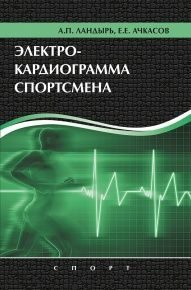 А.П. ЛАНДЫРЬ, Е.Е. АЧКАСОВ
ЭЛЕКТРО-
КАРДИОГРАММА
СПОРТСМЕНА
СПОРТ